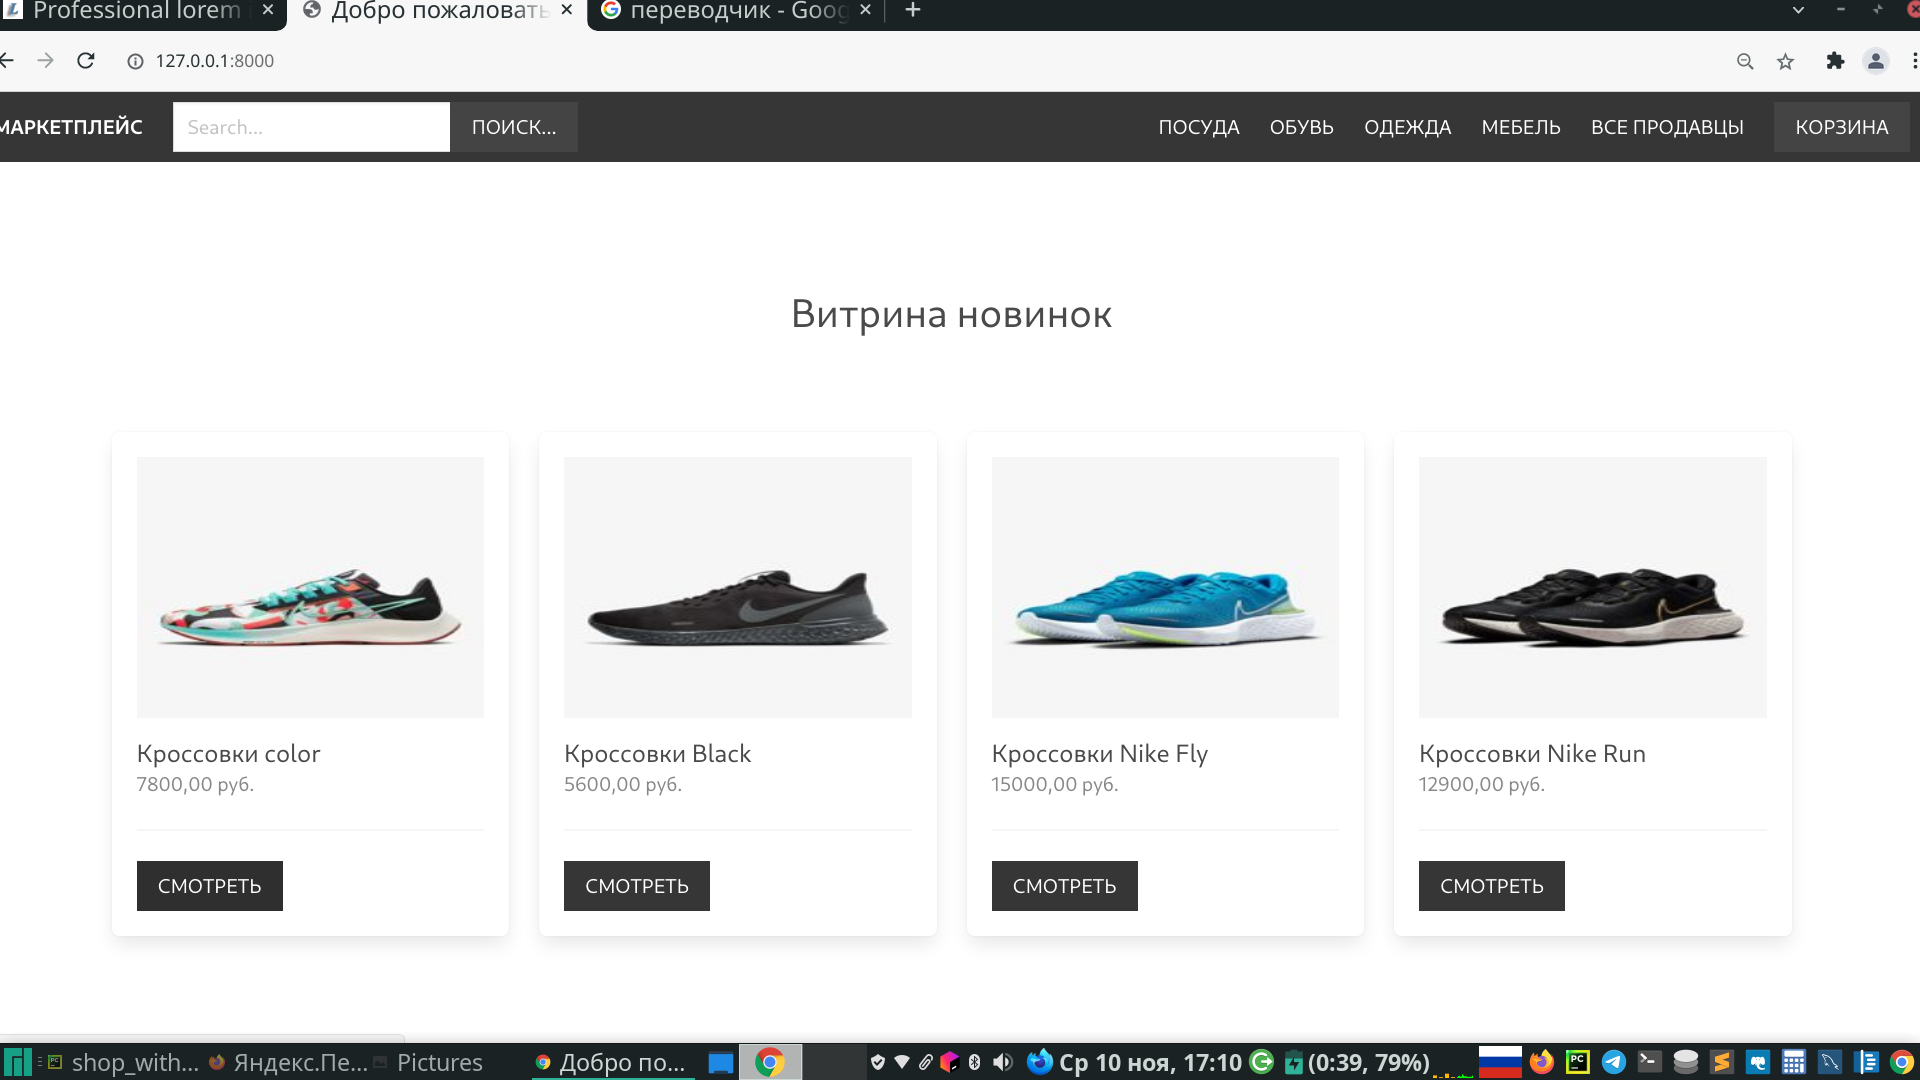 Professional lorem
Добро пожаловать
переводчик - Goog
127.0.0.1:8000
МАРКЕТПЛЕЙС
Search...
ПОИСК...
ПОСУДА
ОБУВЬ
ОДЕЖДА
МЕБЕЛЬ
ВСЕ ПРОДАВЦЫ
КОРЗИНА
Витрина новинок
Кроссовки color
7800,00 руб.
СМОТРЕТЬ
Кроссовки Black
5600,00 руб.
СМОТРЕТЬ
Кроссовки Nike Fly
15000,00 руб.
СМОТРЕТЬ
Кроссовки Nike Run
12900,00 руб.
СМОТРЕТЬ
shop_with...
Яндекс.Пе...
Pictures
Добро по...
Ср 10 ноя, 17:10
(0:39, 79%)